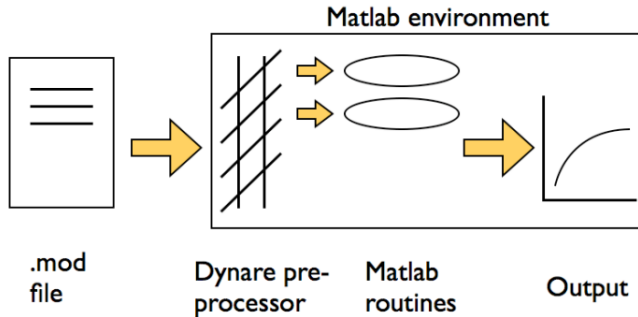 Matlab environment
.mod
file
Dynare pre-
processor
Matlab
routines
Output